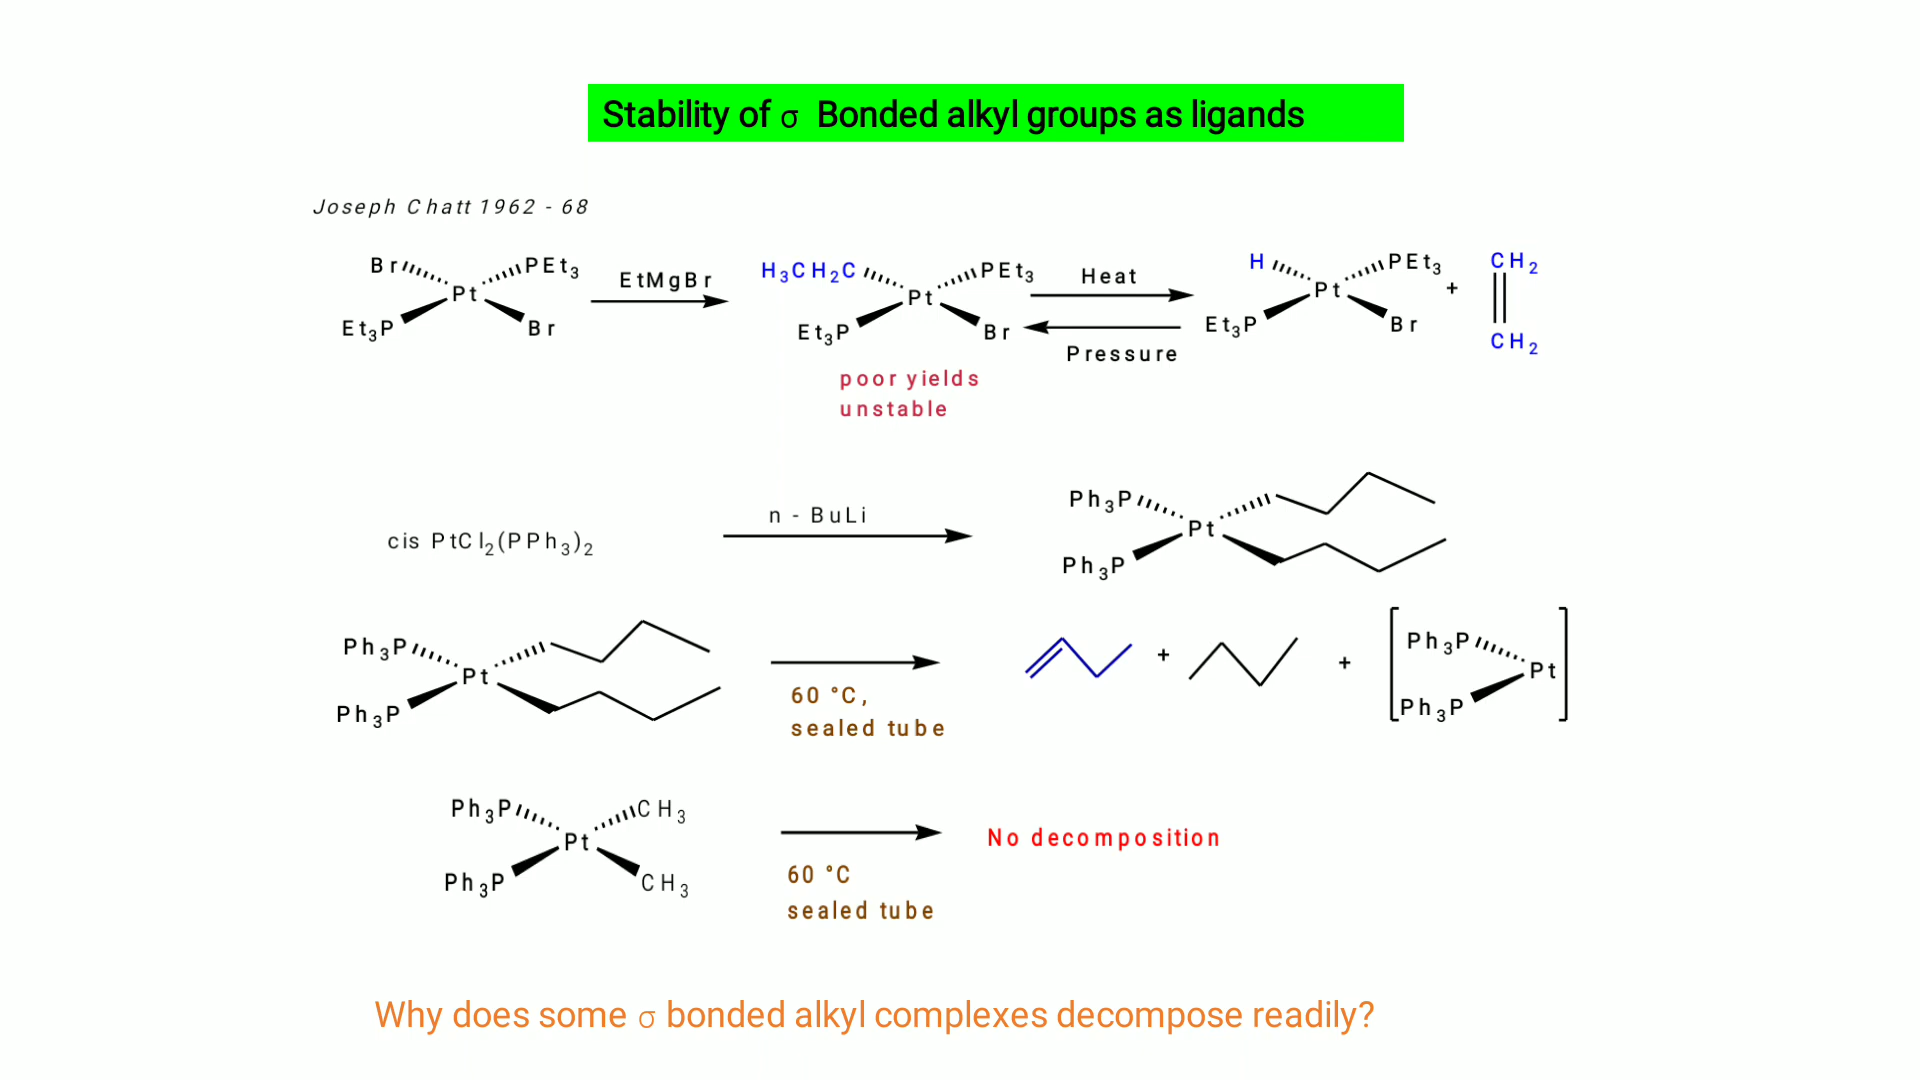 Stability of σ Bonded alkyl groups as ligands
Joseph Chatt 1962 - 68
Br PEt3 Pt Et3P Br
EtMgBr
H3CH2C PEt3 Pt Et3P Br
poor yields
unstable
Heat
Pressure
H PEt3 Pt Et3P Br
+
CH2
CH2
cis PtCl2(PPh3)2
n - BuLi
Ph3P Pt Ph3P
Ph3P Pt Ph3P
60 °C,
sealed tube
+
+
Ph3P Pt Ph3P
Ph3P CH3 Pt Ph3P CH3
60 °C
sealed tube
No decomposition
Why does some σ bonded alkyl complexes decompose readily?